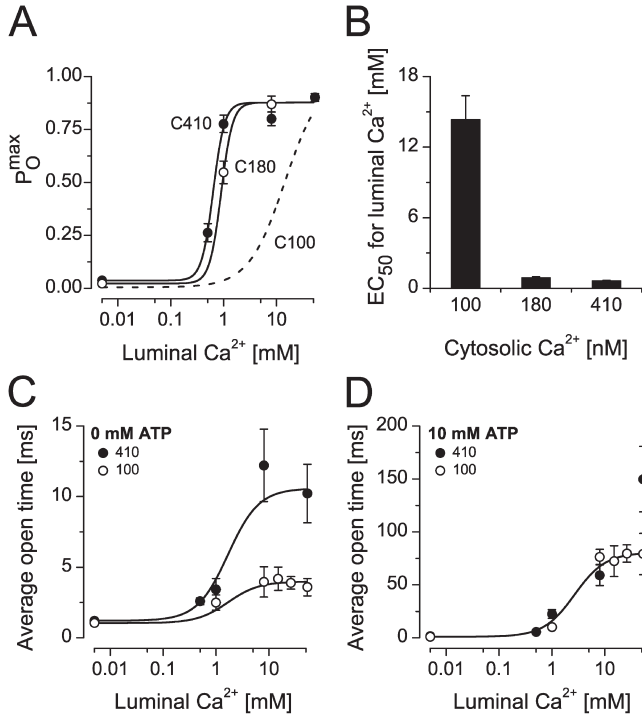 A
1.00
0.75
0.50
0.25
0.00
P_O^max
C410
C180
C100
0.01 0.1 1 10
Luminal Ca²⁺ [mM]
B
18
12
6
0
EC₅₀ for luminal Ca²⁺ [mM]
100 180 410
Cytosolic Ca²⁺ [nM]
C
15
10
5
0
Average open time [ms]
0 mM ATP
410
100
0.01 0.1 1 10
Luminal Ca²⁺ [mM]
D
200
150
100
50
0
Average open time [ms]
10 mM ATP
410
100
0.01 0.1 1 10
Luminal Ca²⁺ [mM]